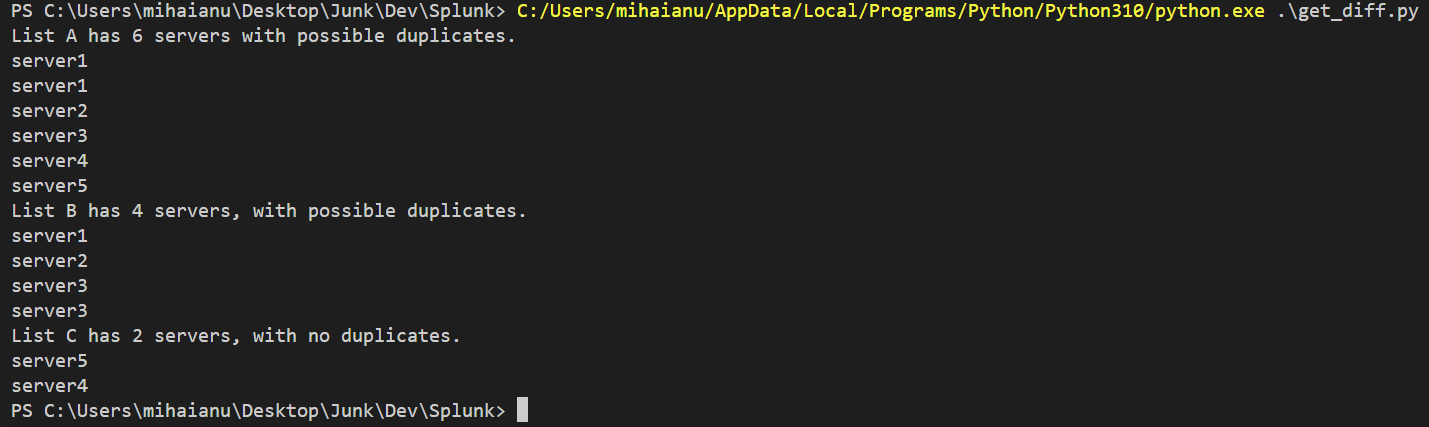 PS C:\Users\mihaianu\Desktop\Junk\Dev\Splunk> C:/Users/mihaianu/AppData/Local/Programs/Python/Python310/python.exe .\get_diff.py
List A has 6 servers with possible duplicates.
server1
server1
server2
server3
server4
server5
List B has 4 servers, with possible duplicates.
server1
server2
server3
server3
List C has 2 servers, with no duplicates.
server5
server4
PS C:\Users\mihaianu\Desktop\Junk\Dev\Splunk>